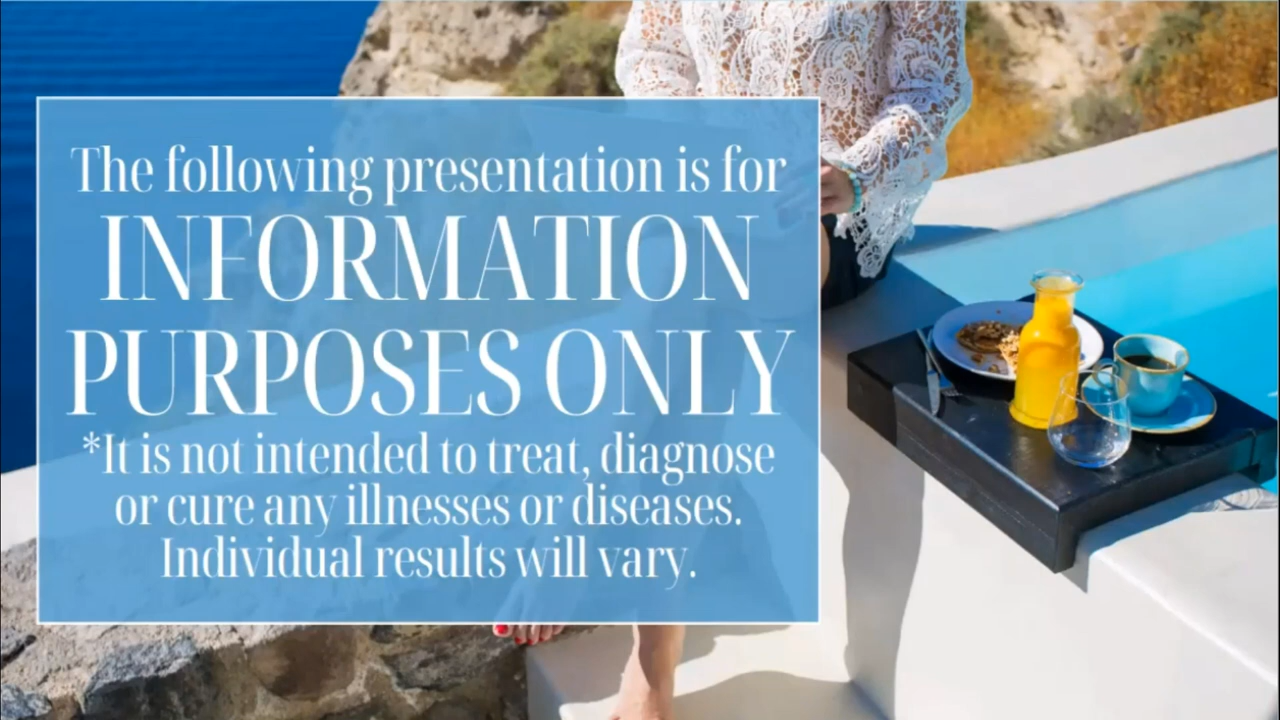 The following presentation is for
INFORMATION
PURPOSES ONLY
*It is not intended to treat, diagnose
or cure any illnesses or diseases.
Individual results will vary.